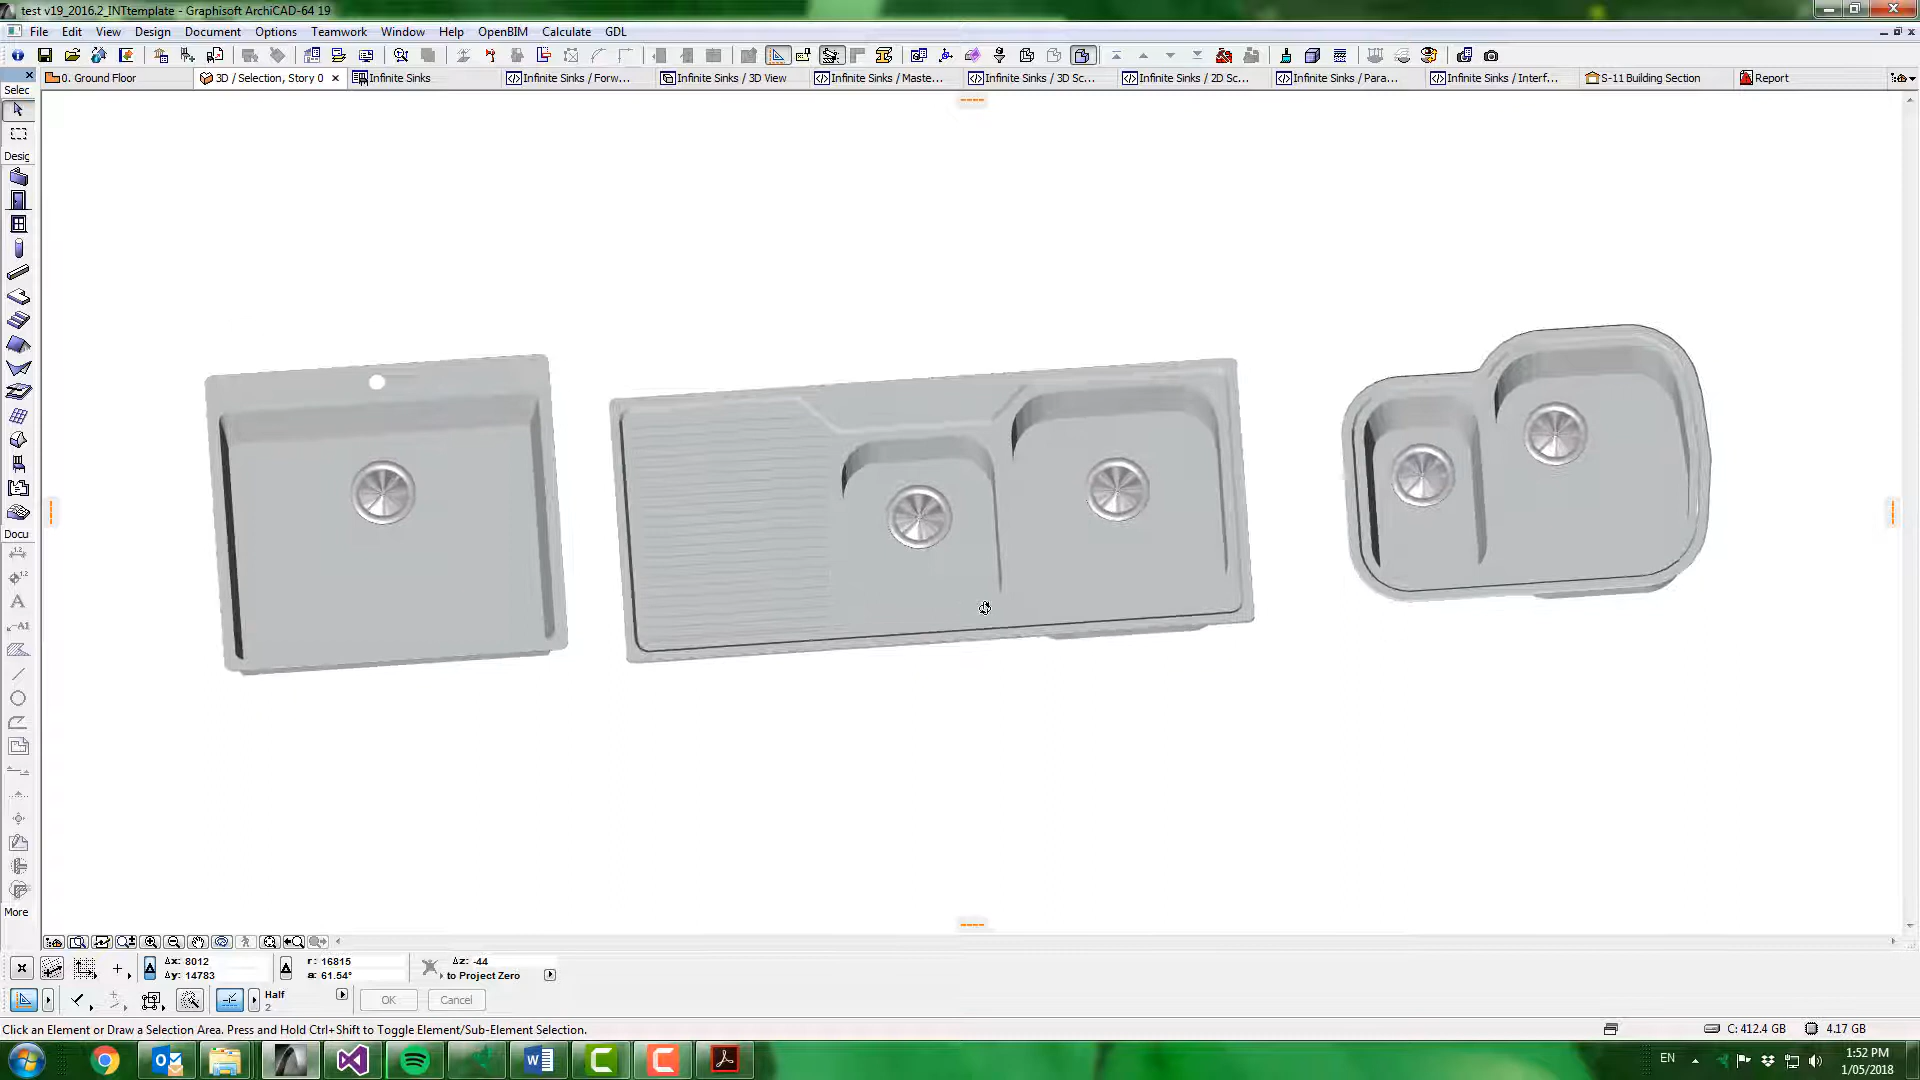 test v19_2016.2_INTtemplate - Graphisoft ArchiCAD-64 19
File Edit View Design Document Options Teamwork Window Help OpenBIM Calculate GDL
0. Ground Floor
3D / Selection, Story 0
Infinite Sinks
Infinite Sinks / Forw...
Infinite Sinks / 3D View
Infinite Sinks / Maste...
Infinite Sinks / 3D Sc...
Infinite Sinks / 2D Sc...
Infinite Sinks / Para...
Infinite Sinks / Interf...
S-11 Building Section
Report
Selec
Desig
Docu
1.2
1.2
A
A1
More
Δx: 8012
Δy: 14783
r: 16815
a: 61.54°
Δz: -44
to Project Zero
Half
2
OK
Cancel
Click an Element or Draw a Selection Area. Press and Hold Ctrl+Shift to Toggle Element/Sub-Element Selection.
C: 412.4 GB
4.17 GB
EN
1:52 PM
1/05/2018